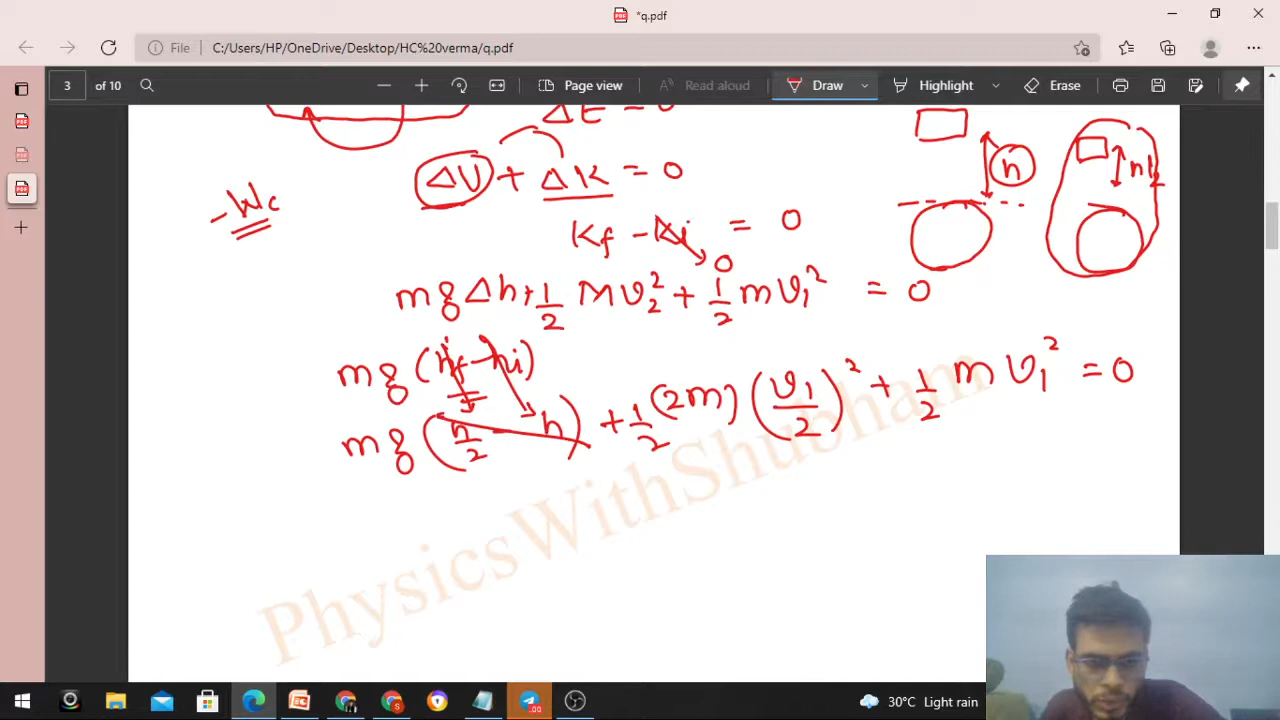 *q.pdf
File C:/Users/HP/OneDrive/Desktop/HC%20verma/q.pdf
3 of 10 Page view Read aloud Draw Highlight Erase
ΔE = 0
ΔU + ΔK = 0
-Wc
Kf - Ki = 0
0
h
h/2
mgΔh + 1/2 MV₂² + 1/2 mv₁² = 0
mg (hf - hi)
mg (h/2 - h) + 1/2 (2m) (v₁/2)² + 1/2 m v₁² = 0
PhysicsWithShubham
30°C Light rain